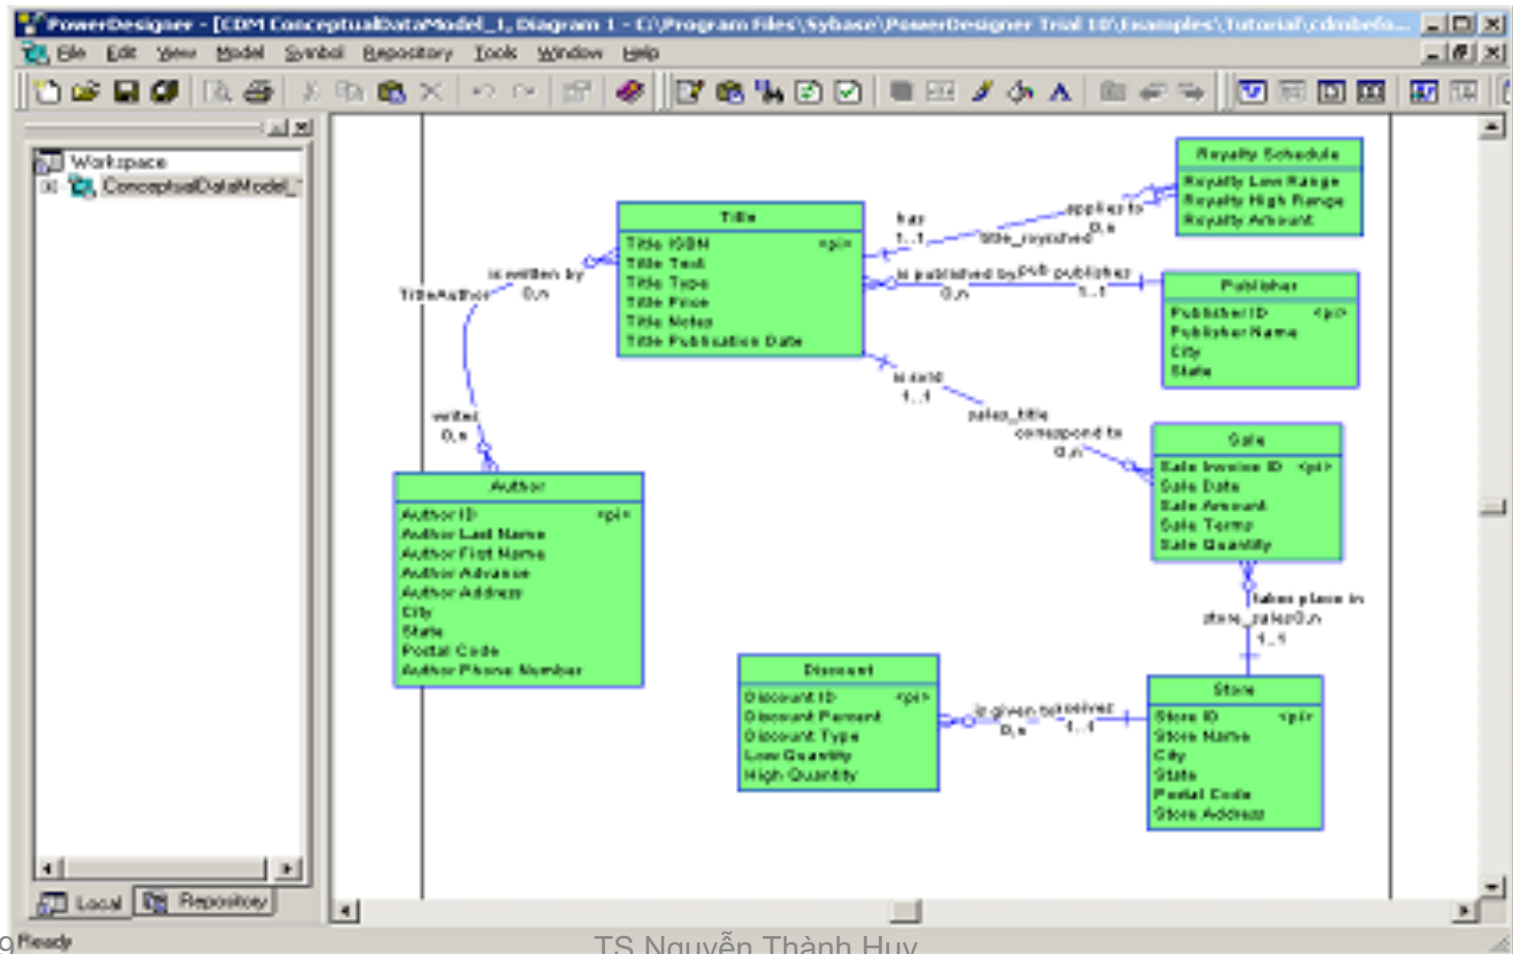 PowerDesigner - [CDM ConceptualDataModel_1, Diagram 1 - C:\Program Files\Sybase\PowerDesigner Trial 10\Examples\Tutorial\cdmbefo...
File Edit View Model Symbol Repository Tools Window Help
Workspace
ConceptualDataModel_
Local Repository
Ready
Royalty Schedule
Royalty Low Range
Royalty High Range
Royalty Amount
Title
Title ISBN <pi>
Title Text
Title Type
Title Price
Title Notes
Title Publication Date
has
1..1
applies to
0,n
is published by
0,n
publishes
1..1
Publisher
Publisher ID <pi>
Publisher Name
City
State
is written by
0,n
TitleAuthor
writes
0,n
is sold
1..1
sales_title
correspond to
0,n
Sale
Sale Invoice ID <pi>
Sale Date
Sale Amount
Sale Terms
Sale Quantity
Author
Author ID <pi>
Author Last Name
Author First Name
Author Advance
Author Address
City
State
Postal Code
Author Phone Number
takes place in
store_sales 0,n
1..1
Discount
Discount ID <pi>
Discount Percent
Discount Type
Low Quantity
High Quantity
is given to
0,n
1..1
Store
Store ID <pi>
Store Name
City
State
Postal Code
Store Address
9
TS Nguyễn Thành Huy